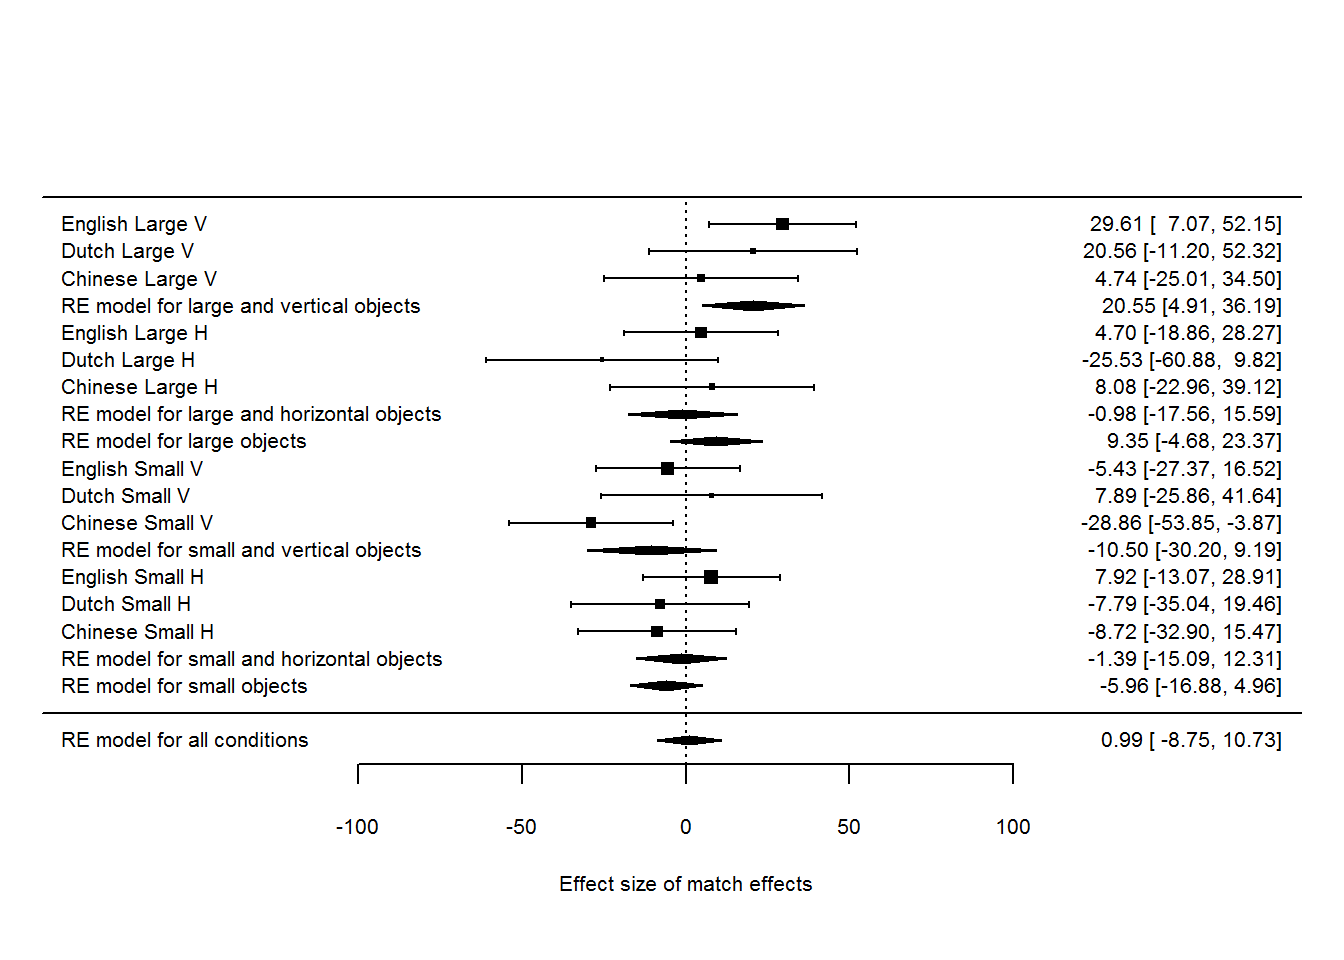 English Large V 29.61 [  7.07, 52.15]
Dutch Large V 20.56 [-11.20, 52.32]
Chinese Large V 4.74 [-25.01, 34.50]
RE model for large and vertical objects 20.55 [4.91, 36.19]
English Large H 4.70 [-18.86, 28.27]
Dutch Large H -25.53 [-60.88,  9.82]
Chinese Large H 8.08 [-22.96, 39.12]
RE model for large and horizontal objects -0.98 [-17.56, 15.59]
RE model for large objects 9.35 [-4.68, 23.37]
English Small V -5.43 [-27.37, 16.52]
Dutch Small V 7.89 [-25.86, 41.64]
Chinese Small V -28.86 [-53.85, -3.87]
RE model for small and vertical objects -10.50 [-30.20, 9.19]
English Small H 7.92 [-13.07, 28.91]
Dutch Small H -7.79 [-35.04, 19.46]
Chinese Small H -8.72 [-32.90, 15.47]
RE model for small and horizontal objects -1.39 [-15.09, 12.31]
RE model for small objects -5.96 [-16.88, 4.96]
RE model for all conditions 0.99 [ -8.75, 10.73]
-100 -50 0 50 100
Effect size of match effects